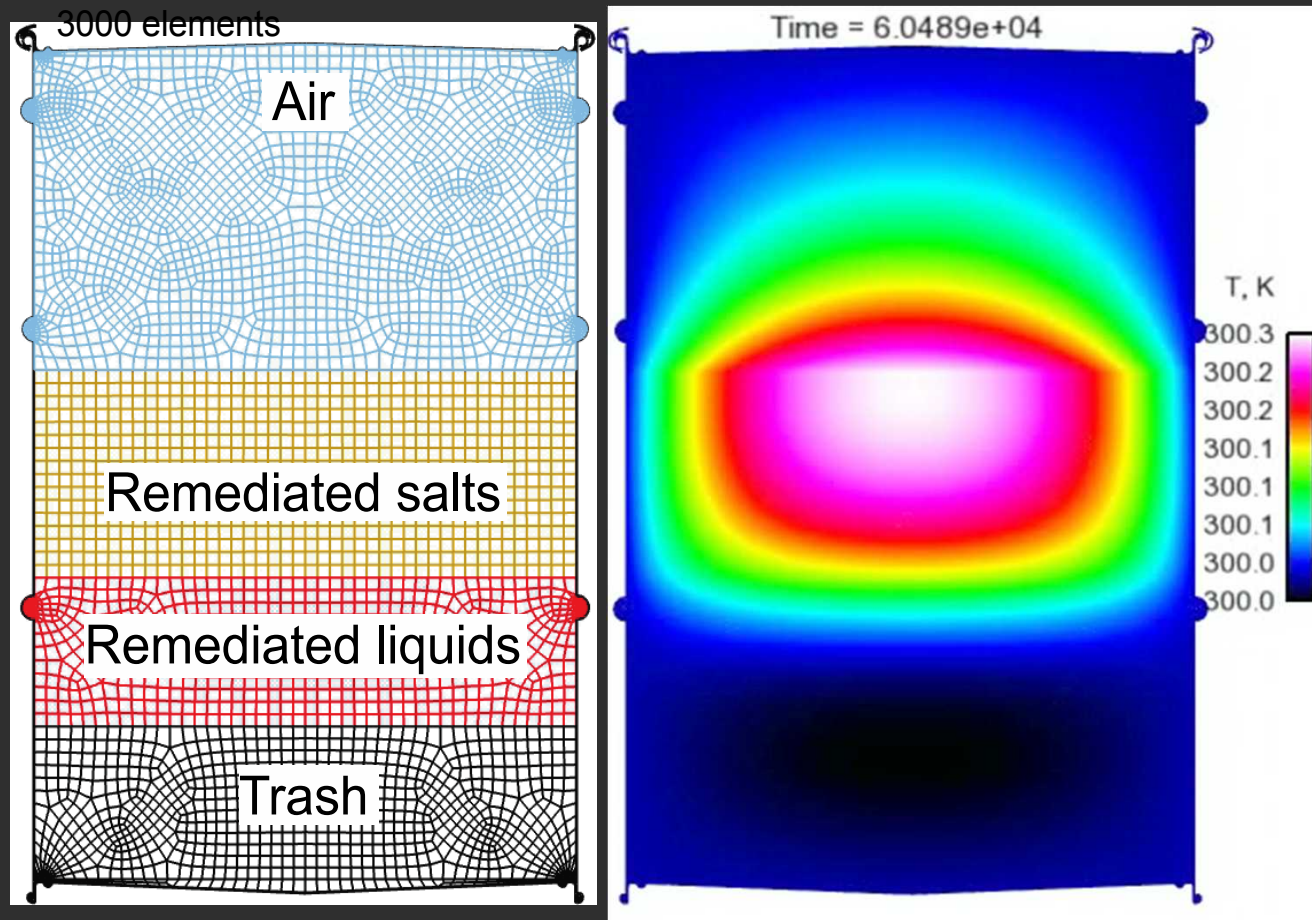 3000 elements
Air
Remediated salts
Remediated liquids
Trash
Time = 6.0489e+04
T, K
300.3
300.2
300.2
300.1
300.1
300.1
300.0
300.0